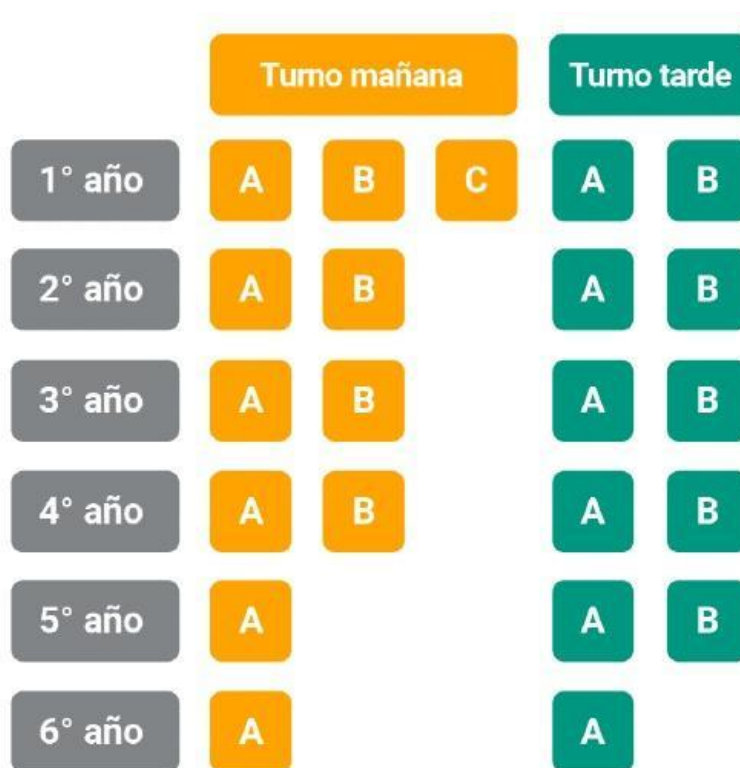 Turno mañana Turno tarde
1° año A B C A B
2° año A B A B
3° año A B A B
4° año A B A B
5° año A A B
6° año A A